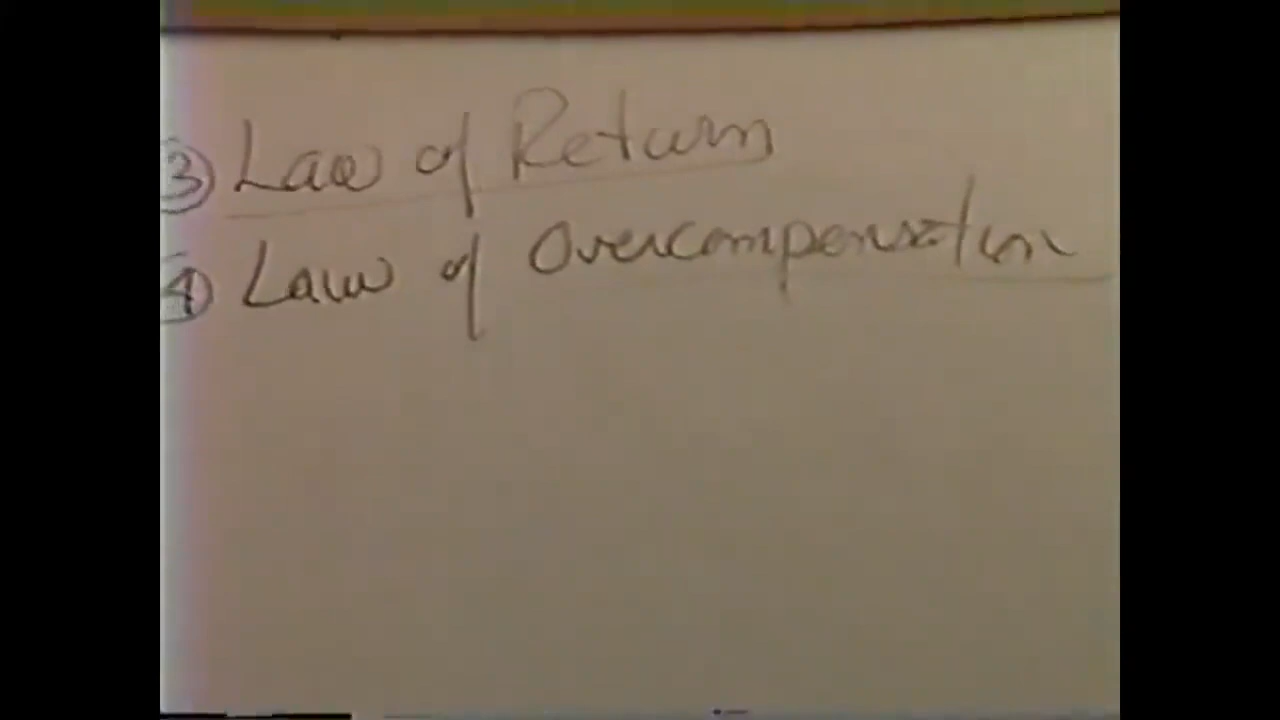 ③ Law of Return
④ Law of Overcompensation